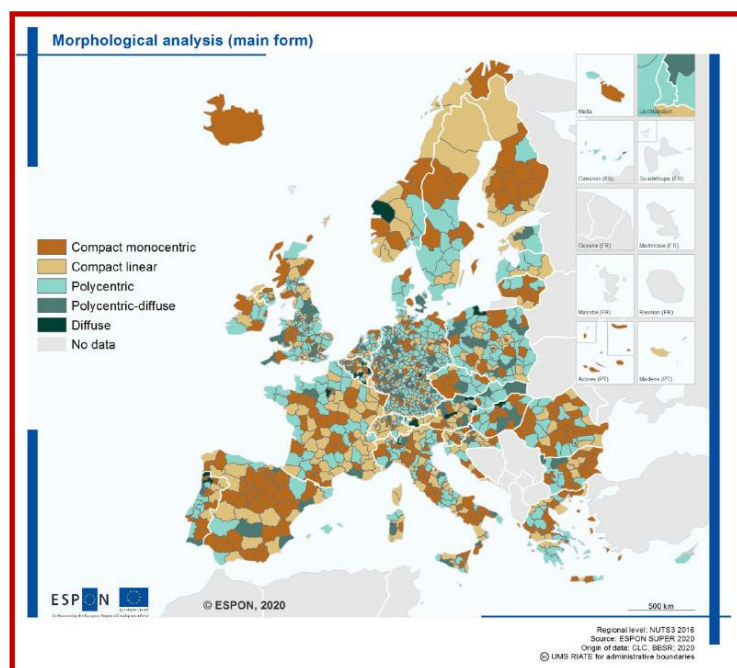 Morphological analysis (main form)
Malta
Liechtenstein
Canarias (ES)
Guadeloupe (FR)
Guyane (FR)
Martinique (FR)
Mayotte (FR)
Réunion (FR)
Acores (PT)
Madeira (PT)
Compact monocentric
Compact linear
Polycentric
Polycentric-diffuse
Diffuse
No data
ESPON
© ESPON, 2020
500 km
Regional level: NUTS3 2016
Source: ESPON SUPER 2020
Origin of data: CLC, BBSR; 2020
UMS RIATE for administrative boundaries